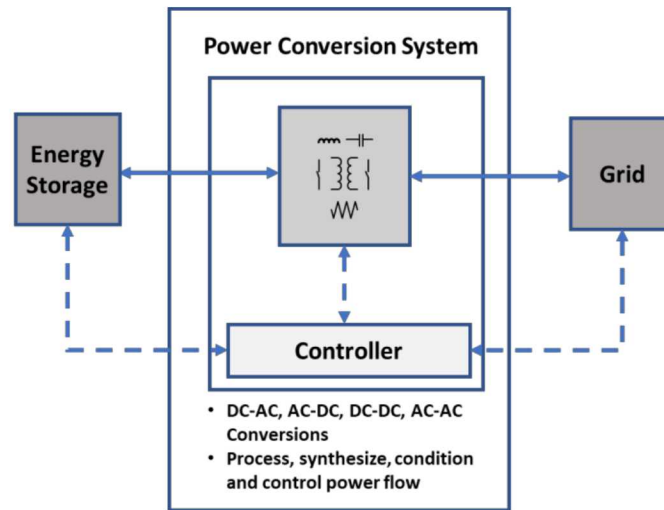 Power Conversion System
Energy
Storage
Grid
Controller
• DC-AC, AC-DC, DC-DC, AC-AC
Conversions
• Process, synthesize, condition
and control power flow